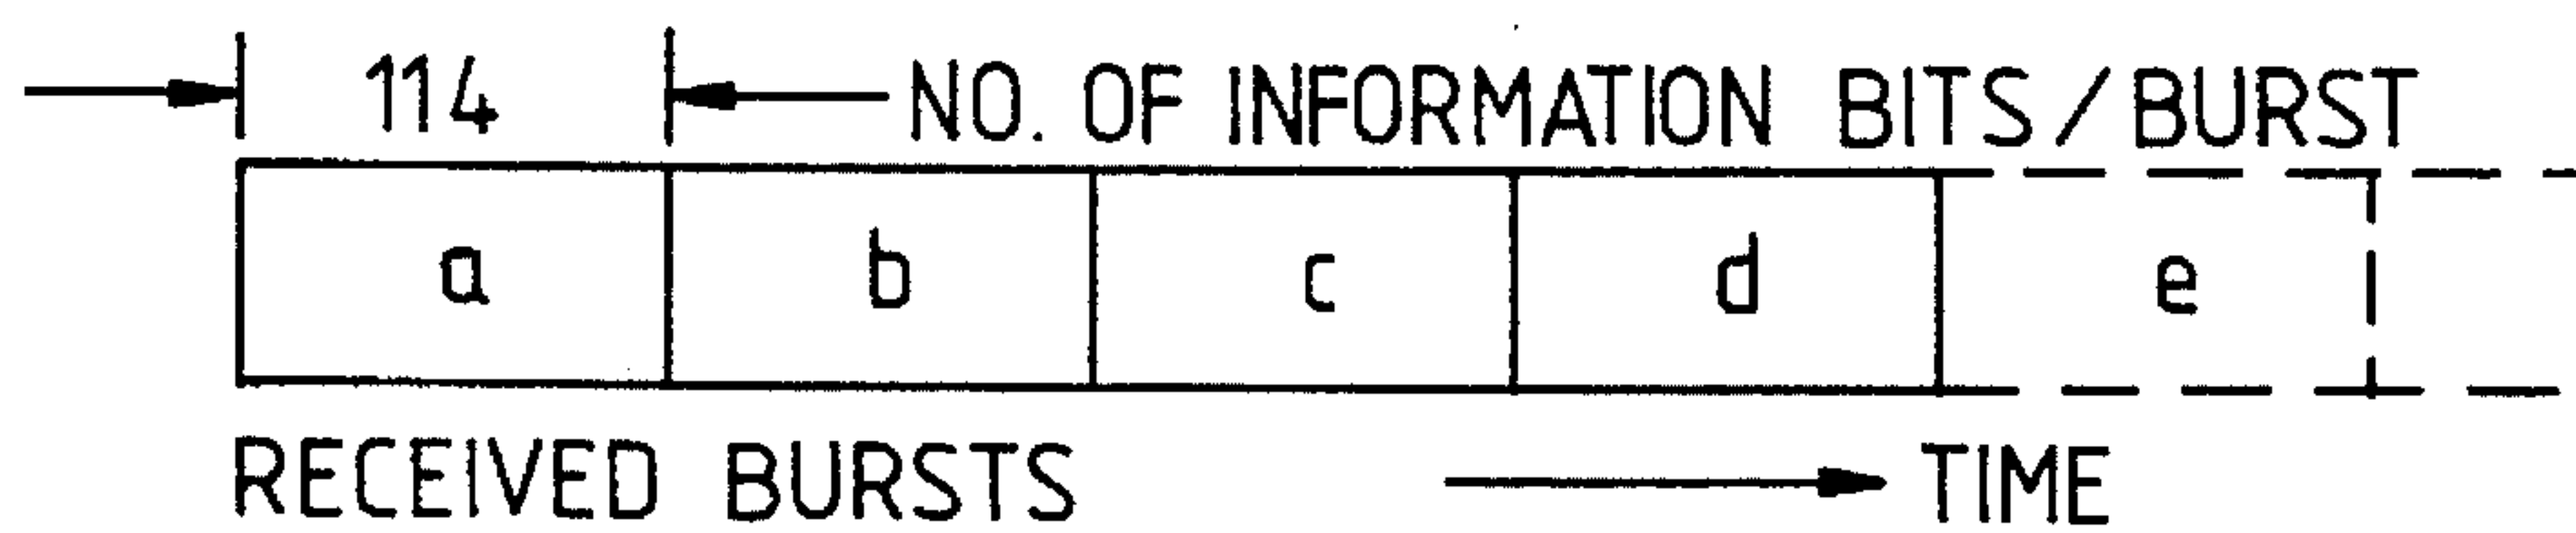 114 NO. OF INFORMATION BITS / BURST
a b c d e
RECEIVED BURSTS TIME